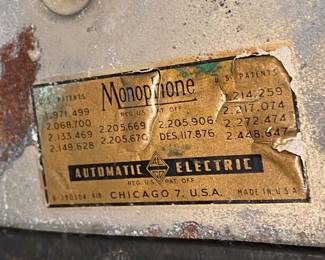 U.S. PATENTS
Monophone
REG. U.S. PAT. OFF.
1.971.499
2.068.700
2.133.469
2.149.628
2.205.669 2.205.906
2.205.670 DES.117.876
2.214.259
2.317.074
2.272.474
2.448.647
AUTOMATIC ELECTRIC
REG. U.S. PAT. OFF.
CHICAGO 7, U.S.A.
MADE IN U.S.A.